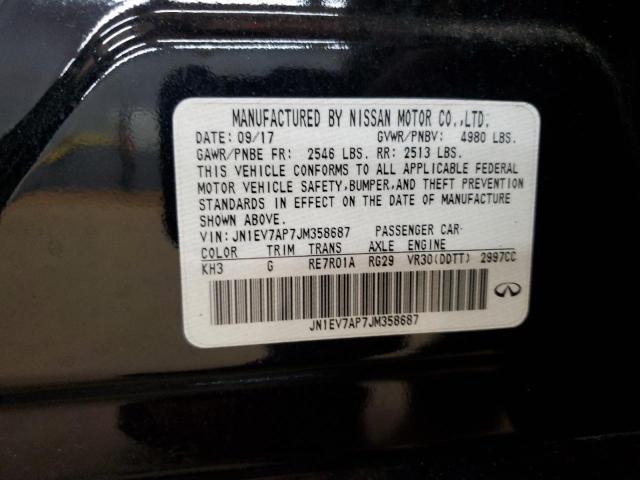 MANUFACTURED BY NISSAN MOTOR CO.,LTD.
DATE: 09/17 GVWR/PNBV: 4980 LBS.
GAWR/PNBE FR: 2546 LBS. RR: 2513 LBS.
THIS VEHICLE CONFORMS TO ALL APPLICABLE FEDERAL
MOTOR VEHICLE SAFETY,BUMPER,AND THEFT PREVENTION
STANDARDS IN EFFECT ON THE DATE OF MANUFACTURE
SHOWN ABOVE.
VIN: JN1EV7AP7JM358687 PASSENGER CAR
COLOR TRIM TRANS AXLE ENGINE
KH3 G RE7R01A RG29 VR30(DDTT) 2997CC
JN1EV7AP7JM358687